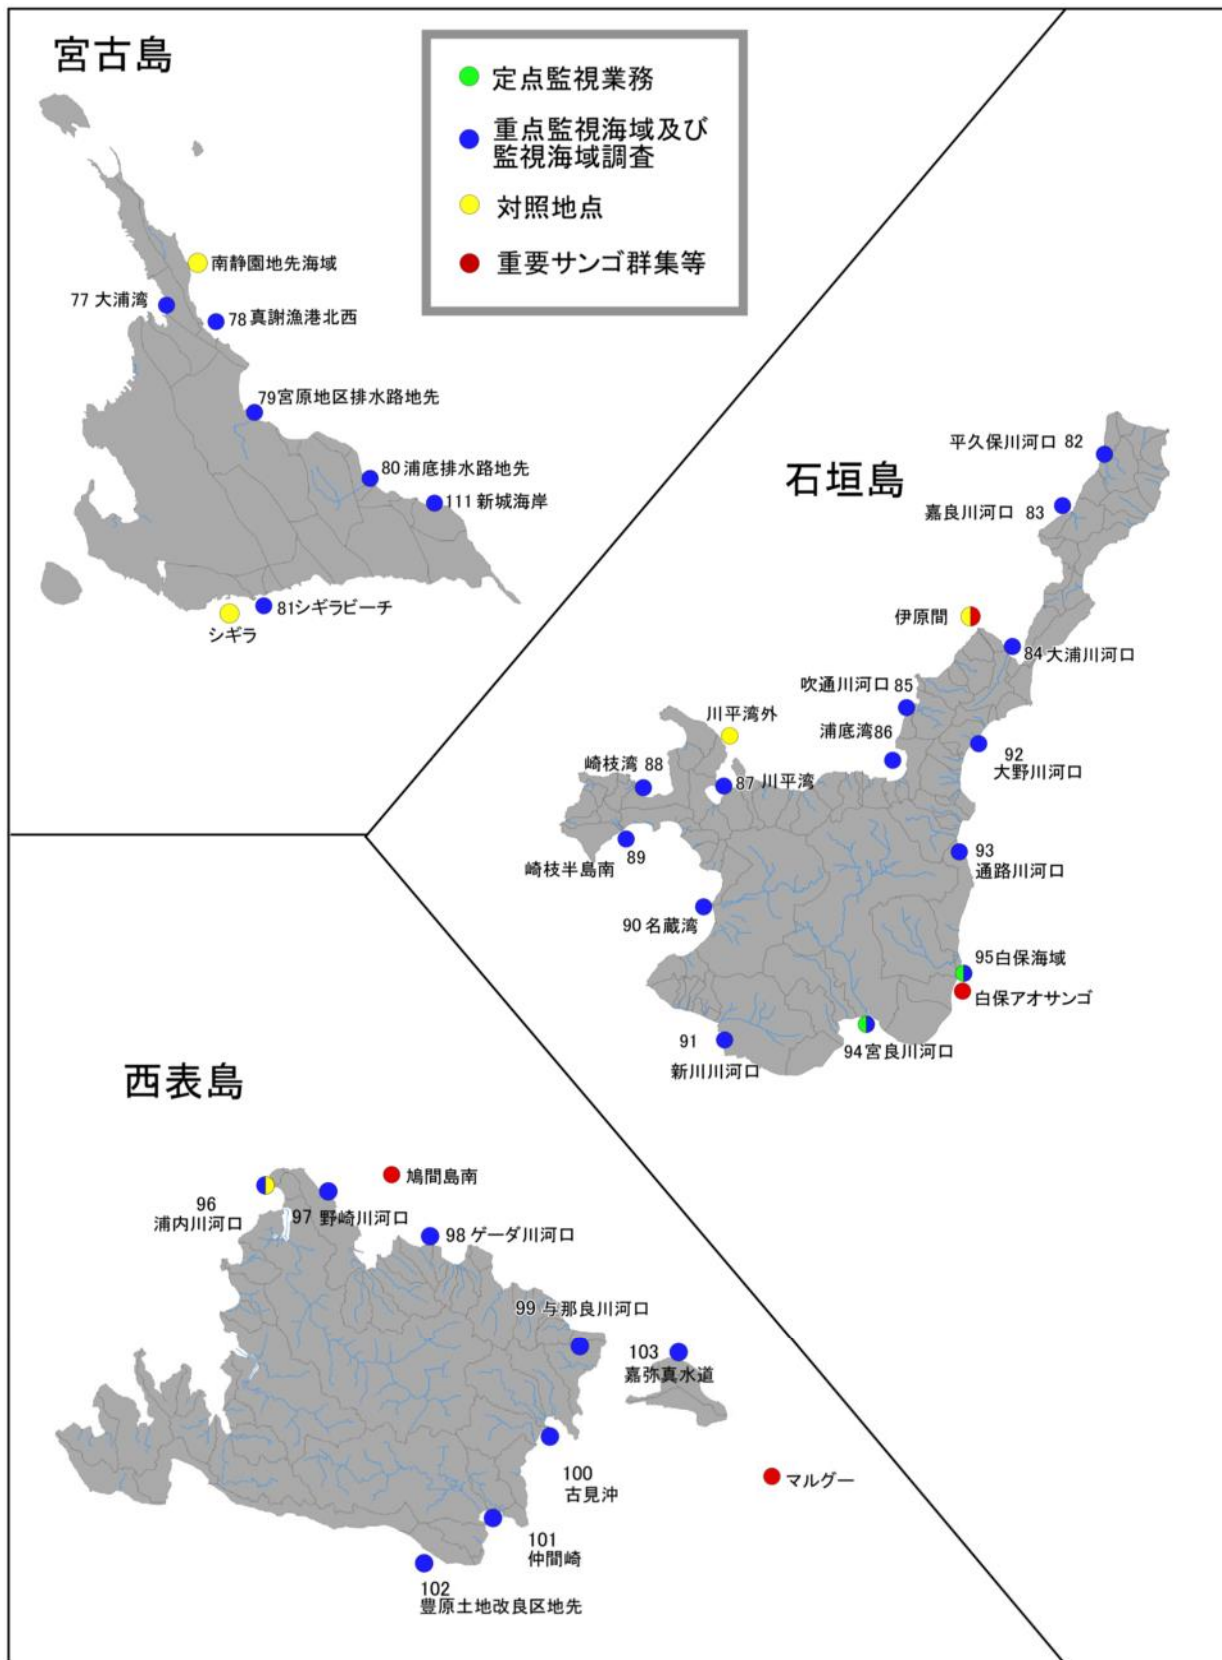 宮古島
定点監視業務
重点監視海域及び
監視海域調査
対照地点
重要サンゴ群集等
南静園地先海域
77 大浦湾
78 真謝漁港北西
79宮原地区排水路地先
80 浦底排水路地先
111 新城海岸
81シギラビーチ
シギラ
石垣島
平久保川河口 82
嘉良川河口 83
伊原間
84 大浦川河口
吹通川河口 85
川平湾外
浦底湾86
92
大野川河口
崎枝湾 88
87 川平湾
89
崎枝半島南
93
通路川河口
90 名蔵湾
95白保海域
白保アオサンゴ
94宮良川河口
91
新川川河口
西表島
鳩間島南
96
浦内川河口
97 野崎川河口
98 ゲーダ川河口
99 与那良川河口
103
嘉弥真水道
100
古見沖
マルグー
101
仲間崎
102
豊原土地改良区地先